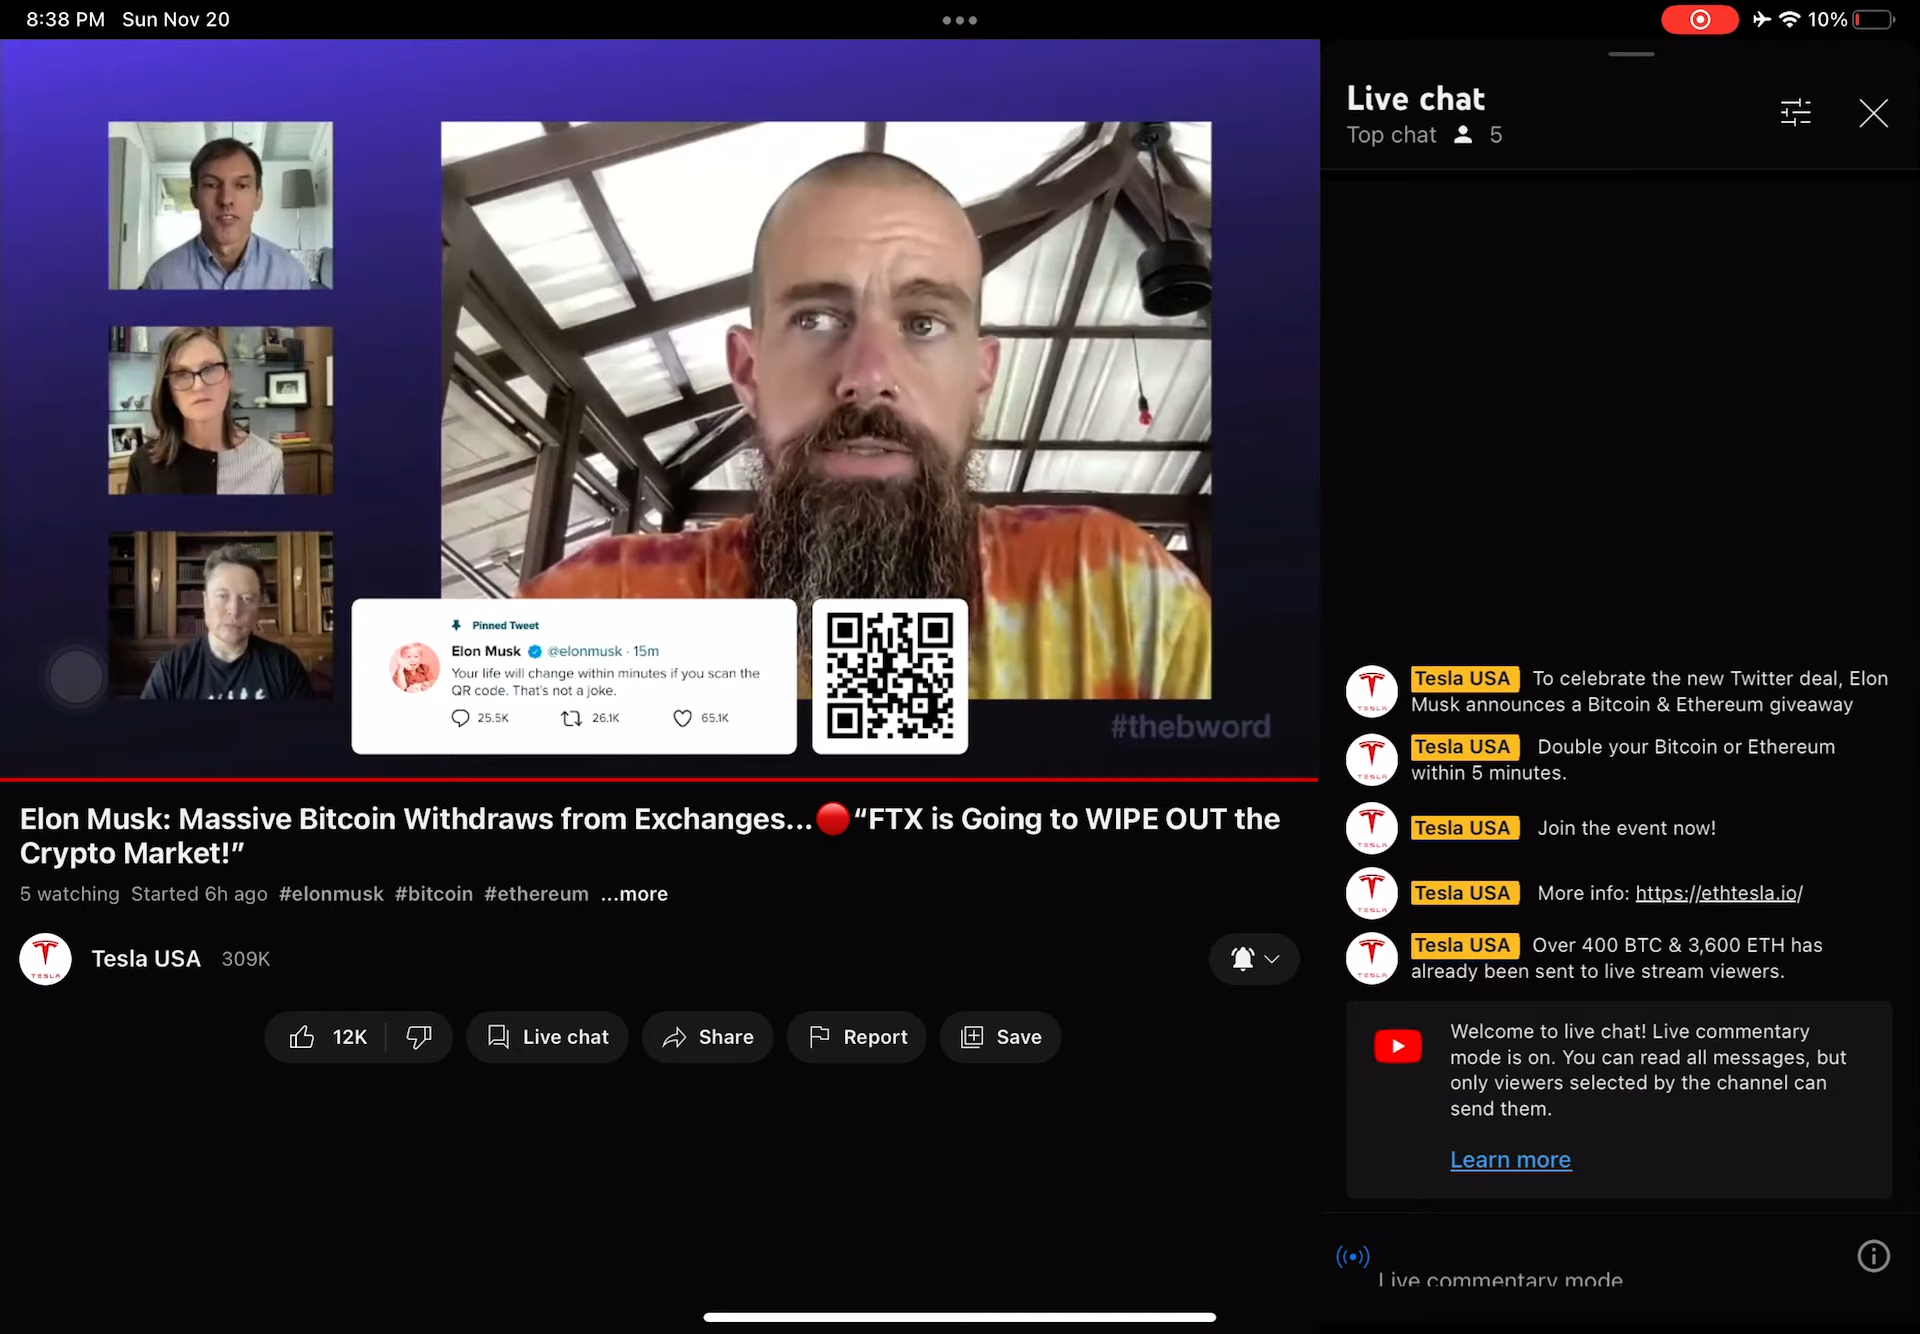 8:38 PM Sun Nov 20
10%
Pinned Tweet
Elon Musk @elonmusk · 15m
Your life will change within minutes if you scan the
QR code. That's not a joke.
25.5K 26.1K 65.1K
#thebword
Elon Musk: Massive Bitcoin Withdraws from Exchanges...🔴“FTX is Going to WIPE OUT the
Crypto Market!”
5 watching Started 6h ago #elonmusk #bitcoin #ethereum ...more
TESLA
Tesla USA 309K
12K
Live chat
Share
Report
Save
Live chat
Top chat 5
TESLA
Tesla USA To celebrate the new Twitter deal, Elon
Musk announces a Bitcoin & Ethereum giveaway
TESLA
Tesla USA Double your Bitcoin or Ethereum
within 5 minutes.
TESLA
Tesla USA Join the event now!
TESLA
Tesla USA More info: https://ethtesla.io/
TESLA
Tesla USA Over 400 BTC & 3,600 ETH has
already been sent to live stream viewers.
Welcome to live chat! Live commentary
mode is on. You can read all messages, but
only viewers selected by the channel can
send them.
Learn more
Live commentary mode